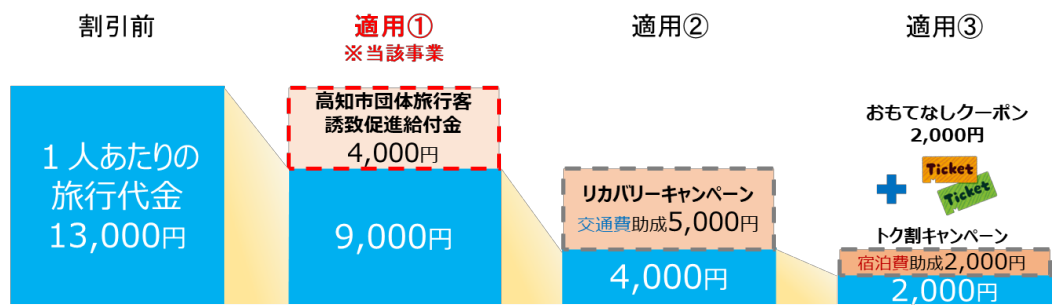 割引前
1人あたりの
旅行代金
13,000円
適用①
※当該事業
高知市団体旅行客
誘致促進給付金
4,000円
9,000円
適用②
リカバリーキャンペーン
交通費助成5,000円
4,000円
適用③
おもてなしクーポン
2,000円
Ticket
Ticket
トク割キャンペーン
宿泊費助成2,000円
2,000円